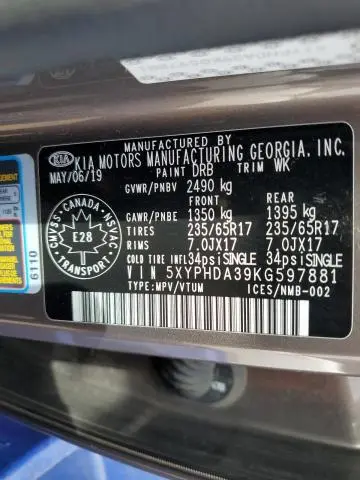 MANUFACTURED BY
KIA KIA MOTORS MANUFACTURING GEORGIA, INC.
MAY/06/19 PAINT DRB TRIM WK
GVWR/PNBV 2490 kg
FRONT REAR
GAWR/PNBE 1350 kg 1395 kg
TIRES 235/65R17 235/65R17
RIMS 7.0JX17 7.0JX17
COLD TIRE INFL 34psiSINGLE 34psiSINGLE
VIN 5XYPHDA39KG597881
TYPE:MPV/VTUM ICES/NMB-002
CMVSS - CANADA - NSVAC
E28
TRANSPORT
6110